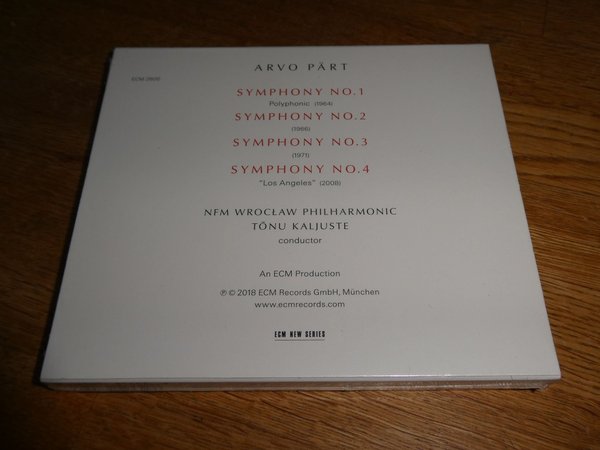 ARVO PÄRT
ECM 2600
SYMPHONY NO. 1
Polyphonic (1964)
SYMPHONY NO. 2
(1966)
SYMPHONY NO. 3
(1971)
SYMPHONY NO. 4
"Los Angeles" (2008)
NFM WROCŁAW PHILHARMONIC
TÕNU KALJUSTE
conductor
An ECM Production
℗ © 2018 ECM Records GmbH, München
www.ecmrecords.com
ECM NEW SERIES